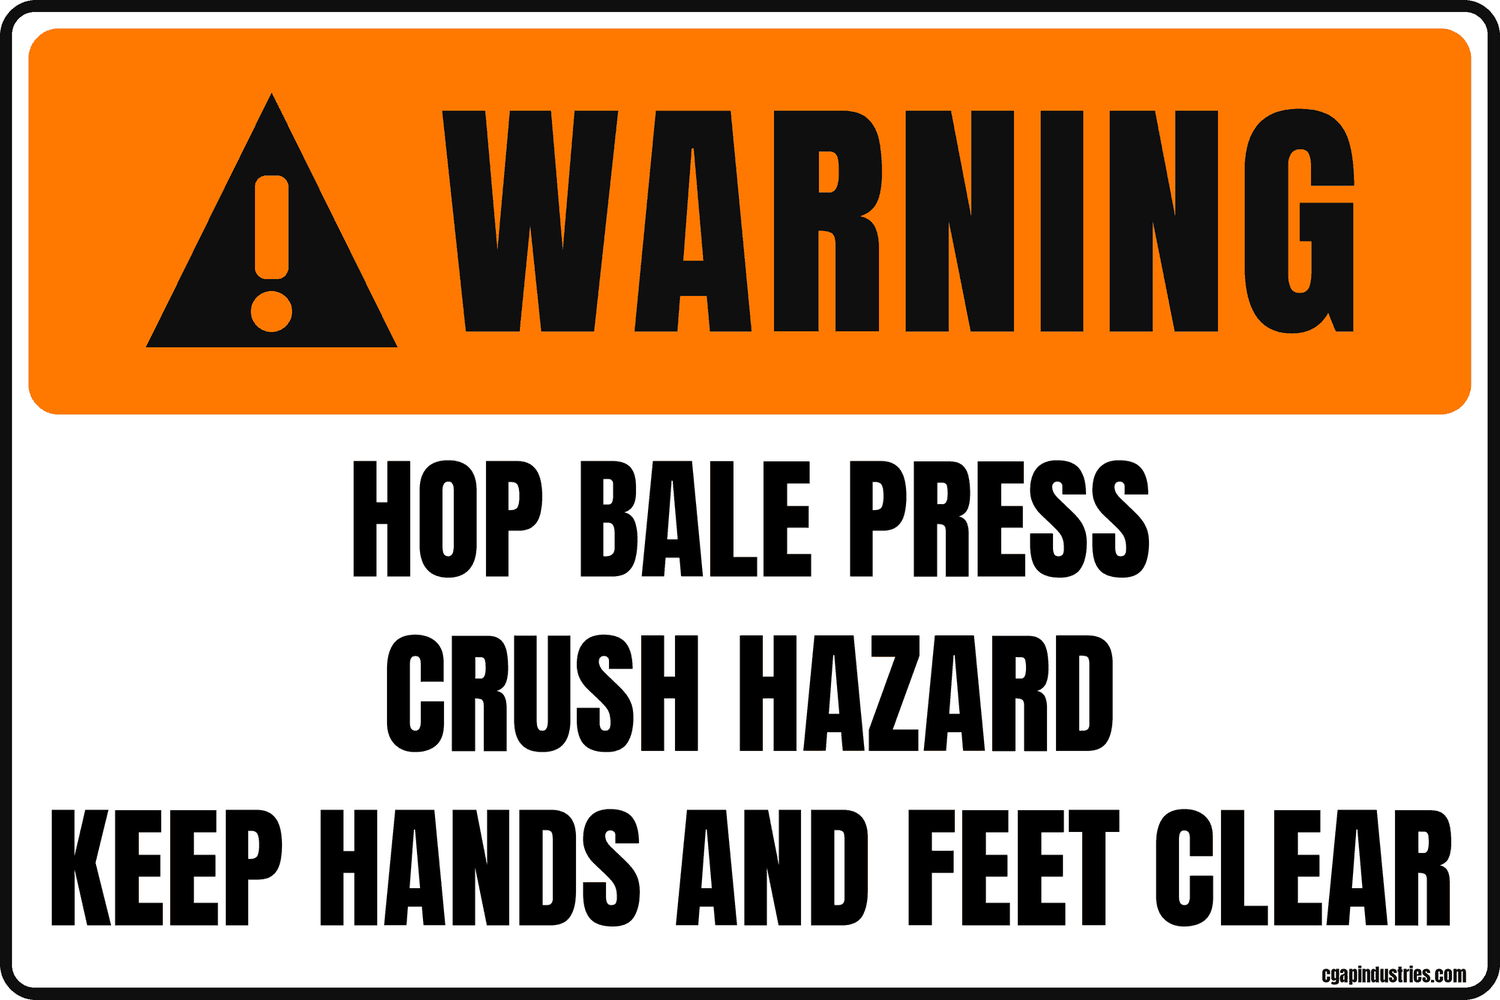 WARNING
HOP BALE PRESS
CRUSH HAZARD
KEEP HANDS AND FEET CLEAR
cgapindustries.com